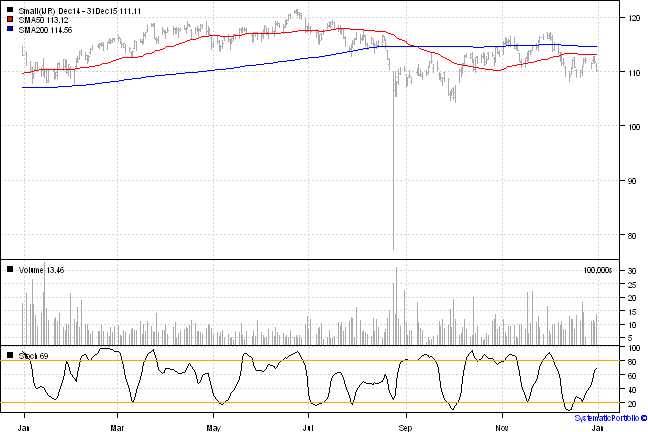 Small(IJR) Dec14 - 31Dec15 111.11
SMA50 113.12
SMA200 114.56
120
110
100
90
80
Volume 13.46
100,000s
30
25
20
15
10
5
Stoch 69
100
80
60
40
20
Jan Mar May Jul Sep Nov Jan
SystematicPortfolio ©